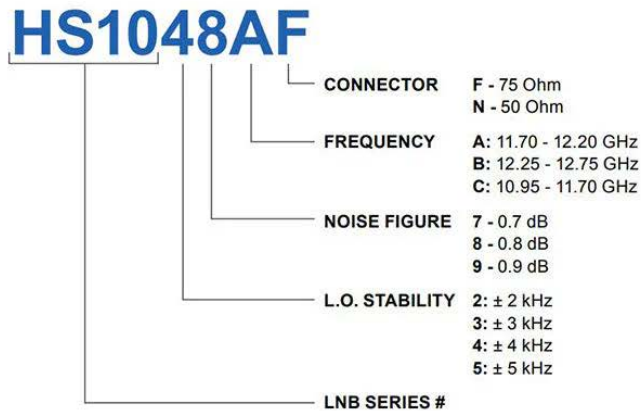 HS1048AF
CONNECTOR F - 75 Ohm
N - 50 Ohm
FREQUENCY A: 11.70 - 12.20 GHz
B: 12.25 - 12.75 GHz
C: 10.95 - 11.70 GHz
NOISE FIGURE 7 - 0.7 dB
8 - 0.8 dB
9 - 0.9 dB
L.O. STABILITY 2: ± 2 kHz
3: ± 3 kHz
4: ± 4 kHz
5: ± 5 kHz
LNB SERIES #